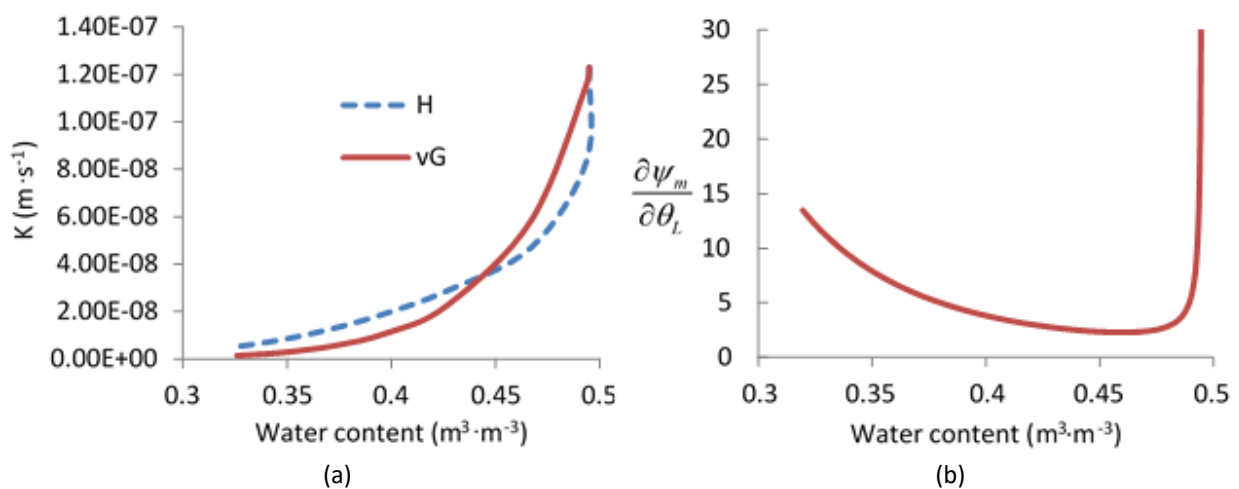 1.40E-07
1.20E-07
1.00E-07
8.00E-08
6.00E-08
4.00E-08
2.00E-08
0.00E+00
K (m·s⁻¹)
H
vG
0.3 0.35 0.4 0.45 0.5
Water content (m³·m⁻³)
(a)
30
25
20
15
10
5
0
∂ψₘ
∂θ_L
0.3 0.35 0.4 0.45 0.5
Water content (m³·m⁻³)
(b)